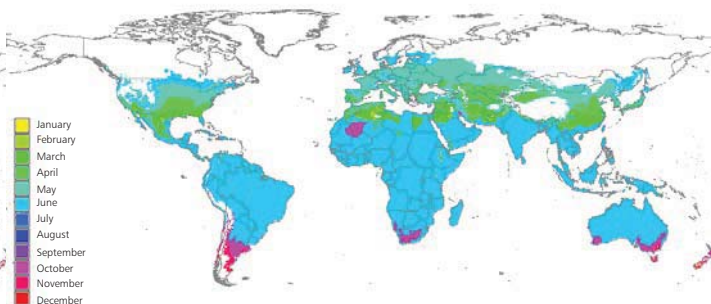 January
February
March
April
May
June
July
August
September
October
November
December